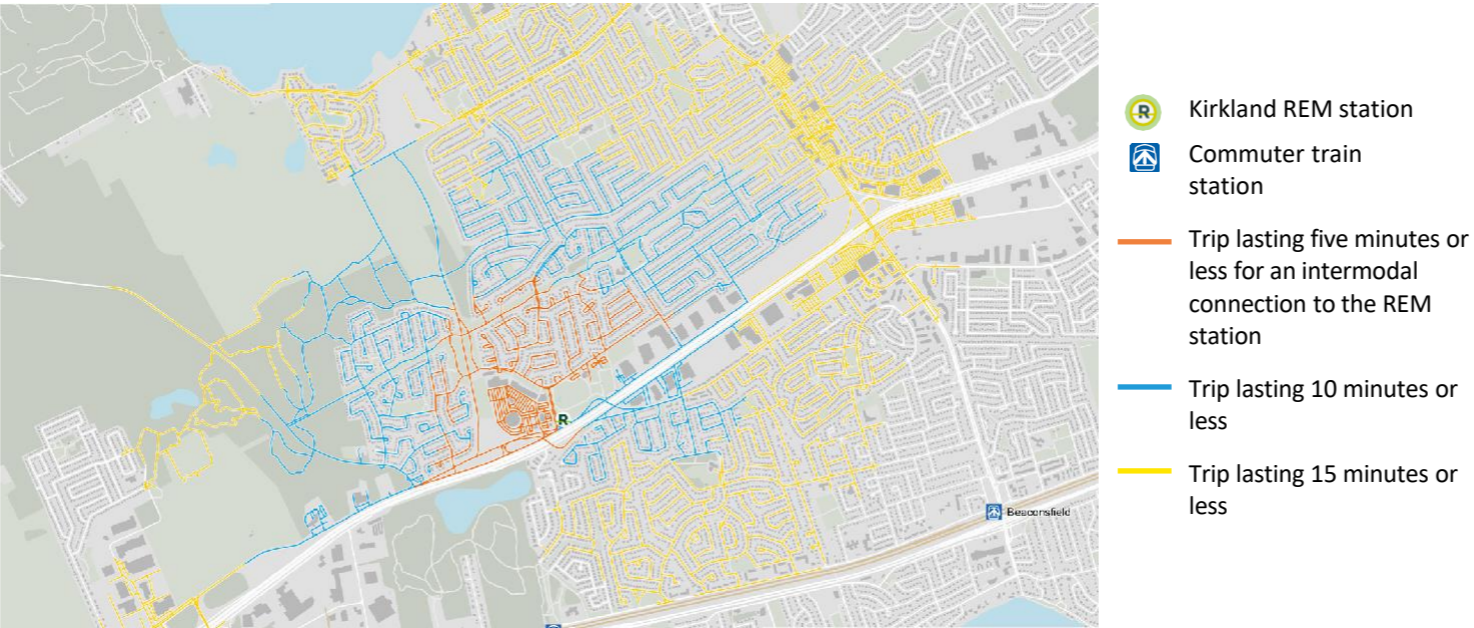 R
Kirkland REM station
Commuter train
station
Trip lasting five minutes or
less for an intermodal
connection to the REM
station
Trip lasting 10 minutes or
less
Trip lasting 15 minutes or
less
R
Beaconsfield